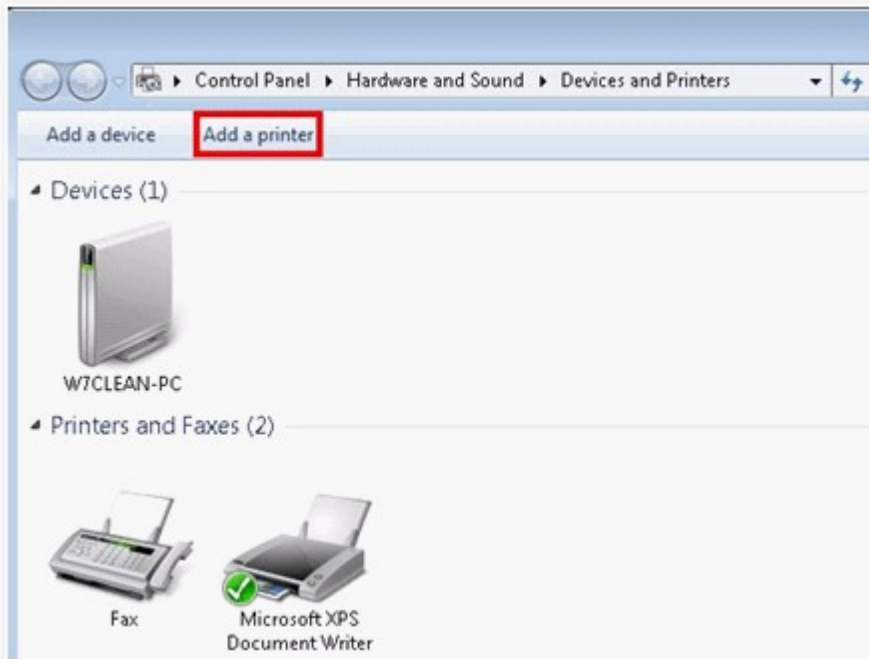 Control Panel Hardware and Sound Devices and Printers
Add a device Add a printer
Devices (1)
W7CLEAN-PC
Printers and Faxes (2)
Fax
Microsoft XPS
Document Writer